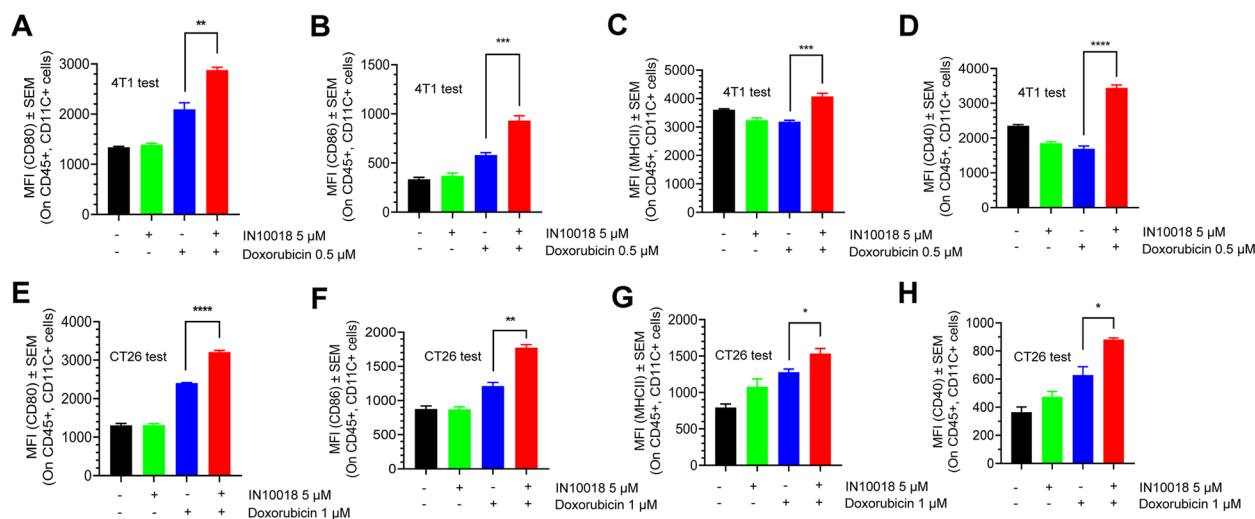 A
MFI (CD80) ± SEM
(On CD45+, CD11C+ cells)
3000
2000
1000
0
4T1 test
**
- + - + IN10018 5 µM
- - + + Doxorubicin 0.5 µM
B
MFI (CD86) ± SEM
(On CD45+, CD11C+ cells)
1500
1000
500
0
4T1 test
***
- + - + IN10018 5 µM
- - + + Doxorubicin 0.5 µM
C
MFI (MHCII) ± SEM
(On CD45+, CD11C+ cells)
5000
4000
3000
2000
1000
0
4T1 test
***
- + - + IN10018 5 µM
- - + + Doxorubicin 0.5 µM
D
MFI (CD40) ± SEM
(On CD45+, CD11C+ cells)
4000
3000
2000
1000
0
4T1 test
****
- + - + IN10018 5 µM
- - + + Doxorubicin 0.5 µM
E
MFI (CD80) ± SEM
(On CD45+, CD11C+ cells)
4000
3000
2000
1000
0
CT26 test
****
- + - + IN10018 5 µM
- - + + Doxorubicin 1 µM
F
MFI (CD86) ± SEM
(On CD45+, CD11C+ cells)
2000
1500
1000
500
0
CT26 test
**
- + - + IN10018 5 µM
- - + + Doxorubicin 1 µM
G
MFI (MHCII) ± SEM
(On CD45+, CD11C+ cells)
2000
1500
1000
500
0
CT26 test
*
- + - + IN10018 5 µM
- - + + Doxorubicin 1 µM
H
MFI (CD40) ± SEM
(On CD45+, CD11C+ cells)
1000
800
600
400
200
0
CT26 test
*
- + - + IN10018 5 µM
- - + + Doxorubicin 1 µM